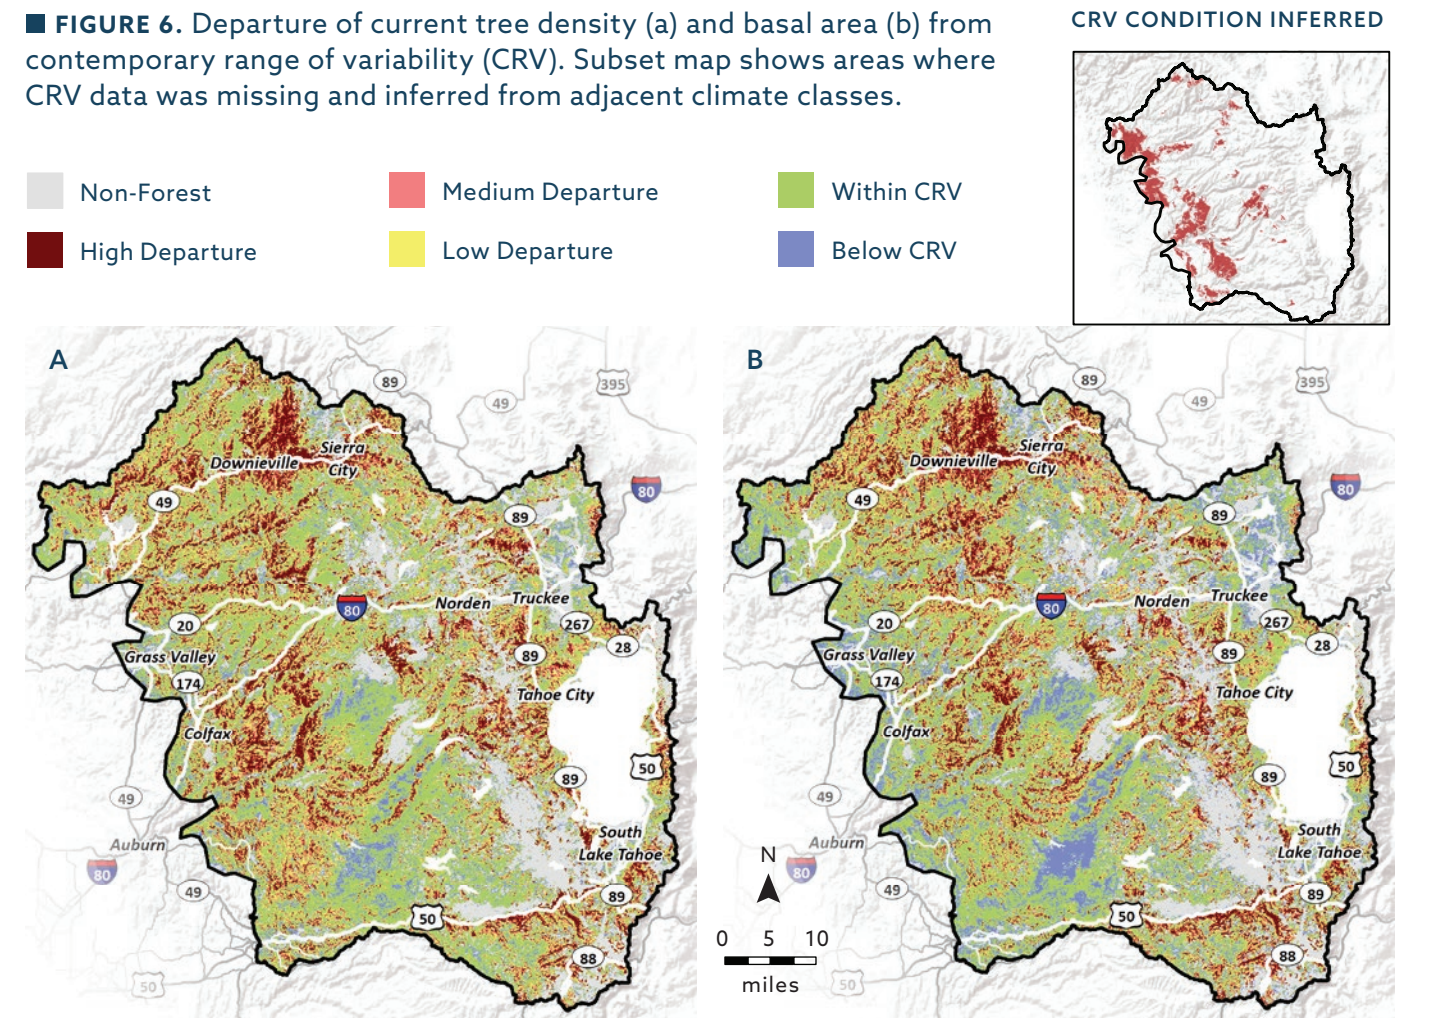 ■ FIGURE 6. Departure of current tree density (a) and basal area (b) from
contemporary range of variability (CRV). Subset map shows areas where
CRV data was missing and inferred from adjacent climate classes.
CRV CONDITION INFERRED
Non-Forest
Medium Departure
Within CRV
High Departure
Low Departure
Below CRV
A
89
395
49
Sierra
City
Downieville
80
49
89
80
Norden
Truckee
20
267
28
Grass Valley
89
174
Tahoe City
Colfax
50
89
49
South
Lake Tahoe
Auburn
80
49
89
50
88
50
B
89
395
49
Sierra
City
Downieville
80
49
89
80
Norden
Truckee
20
267
28
Grass Valley
89
174
Tahoe City
Colfax
50
89
49
South
Lake Tahoe
Auburn
N
80
49
89
50
0 5 10
88
miles
50